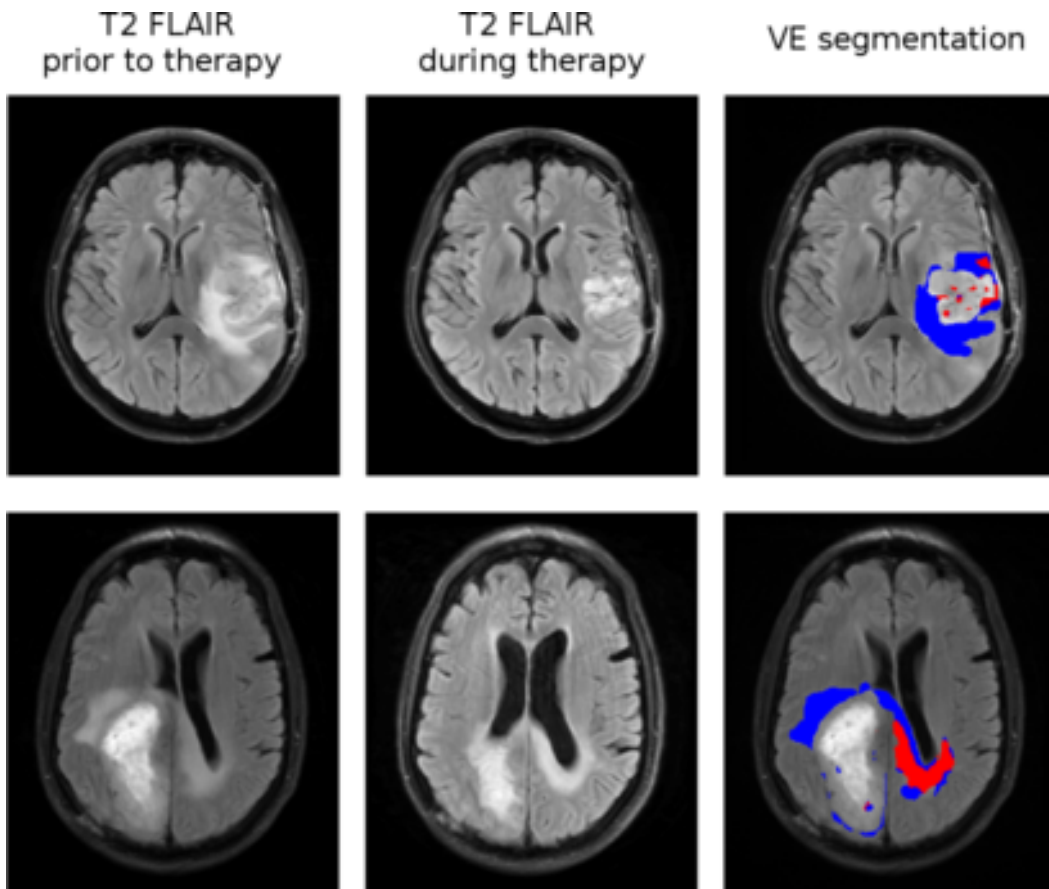 T2 FLAIR
prior to therapy
T2 FLAIR
during therapy
VE segmentation